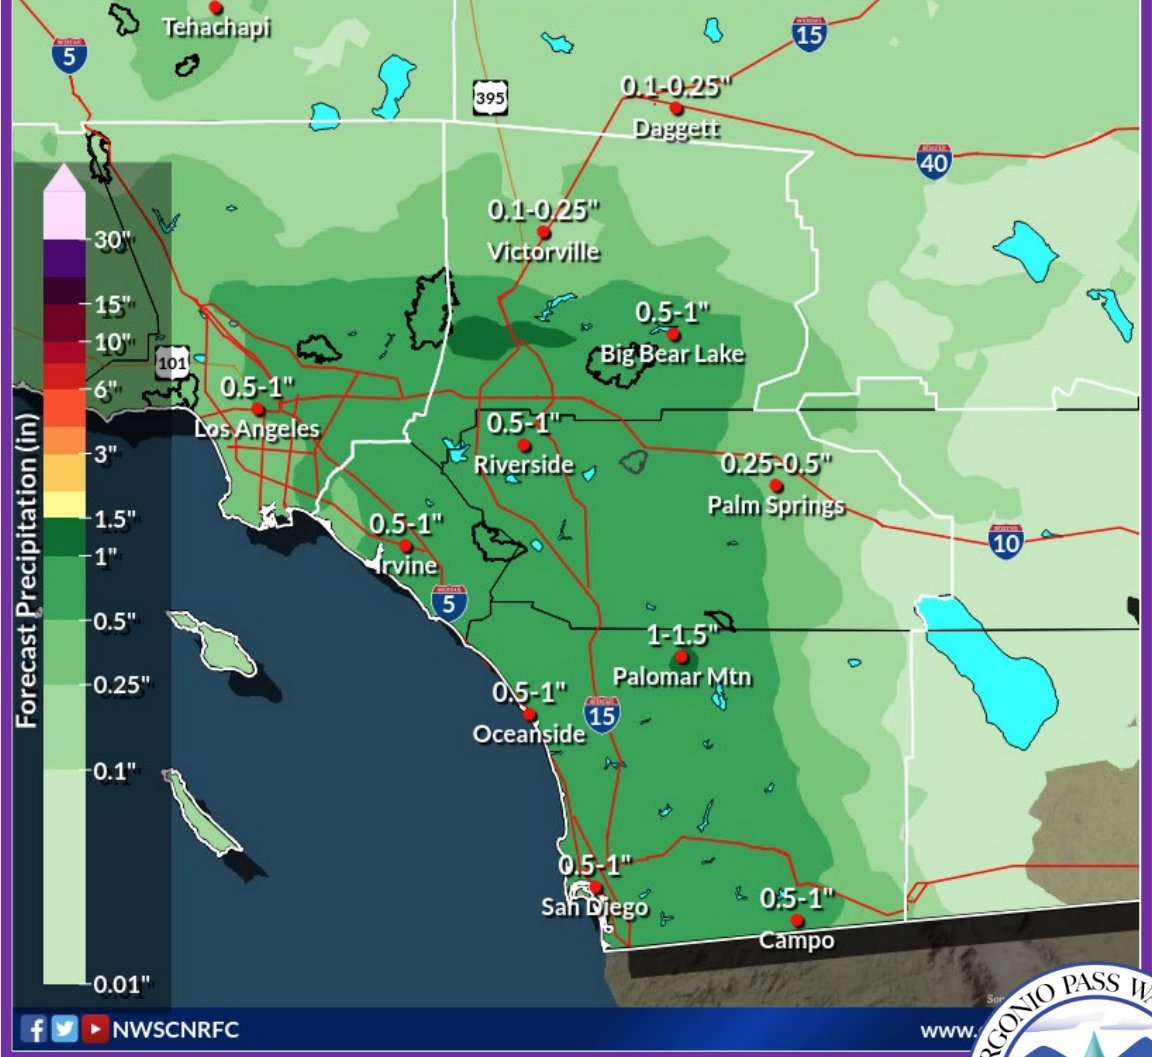 Tehachapi
5
15
395
0.1-0.25"
Daggett
40
0.1-0.25"
Victorville
30"
15"
10"
6"
3"
1.5"
1"
0.5"
0.25"
0.1"
0.01"
Forecast Precipitation (in)
101
0.5-1"
Big Bear Lake
0.5-1"
Los Angeles
0.5-1"
Riverside
0.25-0.5"
Palm Springs
0.5-1"
Irvine
10
5
1-1.5"
Palomar Mtn
0.5-1"
Oceanside
15
0.5-1"
San Diego
0.5-1"
Campo
NWSCNRFC
www.
PASS